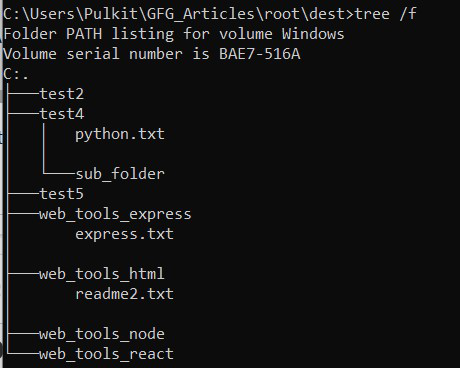 C:\Users\Pulkit\GFG_Articles\root\dest>tree /f
Folder PATH listing for volume Windows
Volume serial number is BAE7-516A
C:.
├───test2
├───test4
│   │   python.txt
│   │
│   └───sub_folder
├───test5
├───web_tools_express
│       express.txt
│
├───web_tools_html
│       readme2.txt
│
├───web_tools_node
└───web_tools_react